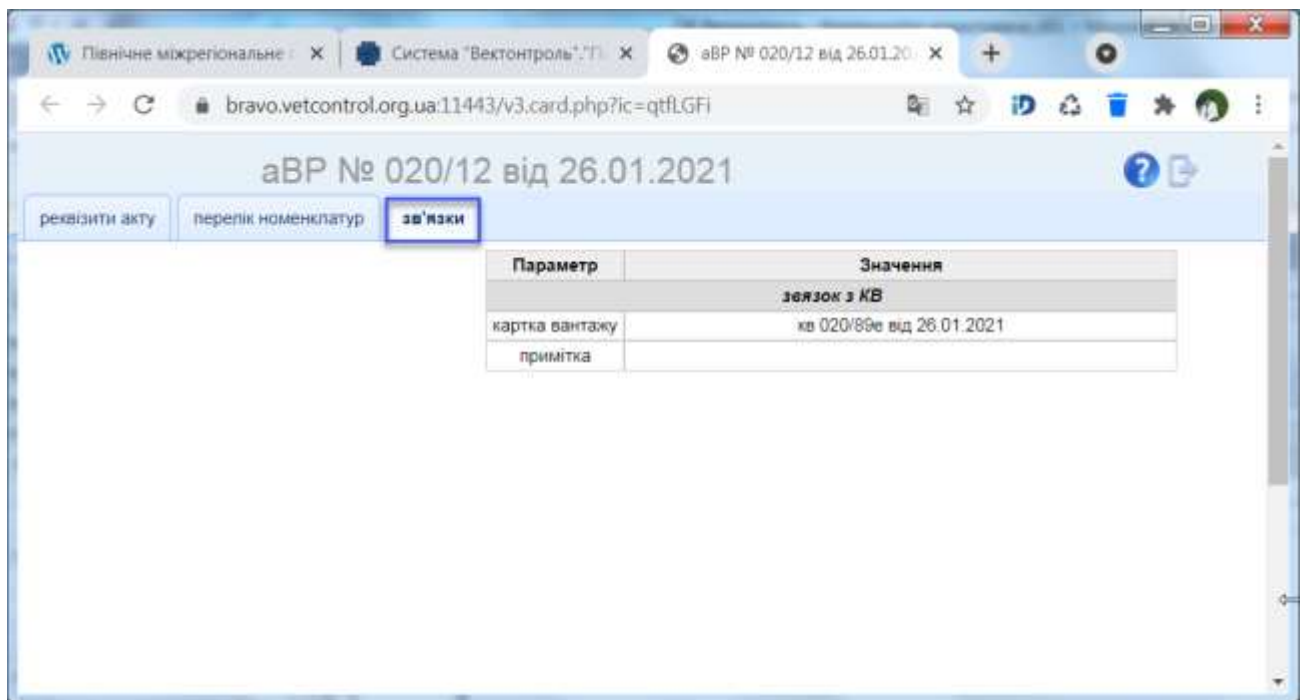 Північне міжрегіональне
Система "Вектонтроль"."П
аВР № 020/12 від 26.01.20
bravo.vetcontrol.org.ua:11443/v3.card.php?ic=qtfLGFi
аВР № 020/12 від 26.01.2021
реквізити акту
перелік номенклатур
зв'язки
Параметр Значення
звязок з КВ
картка вантажу кв 020/89е від 26.01.2021
примітка